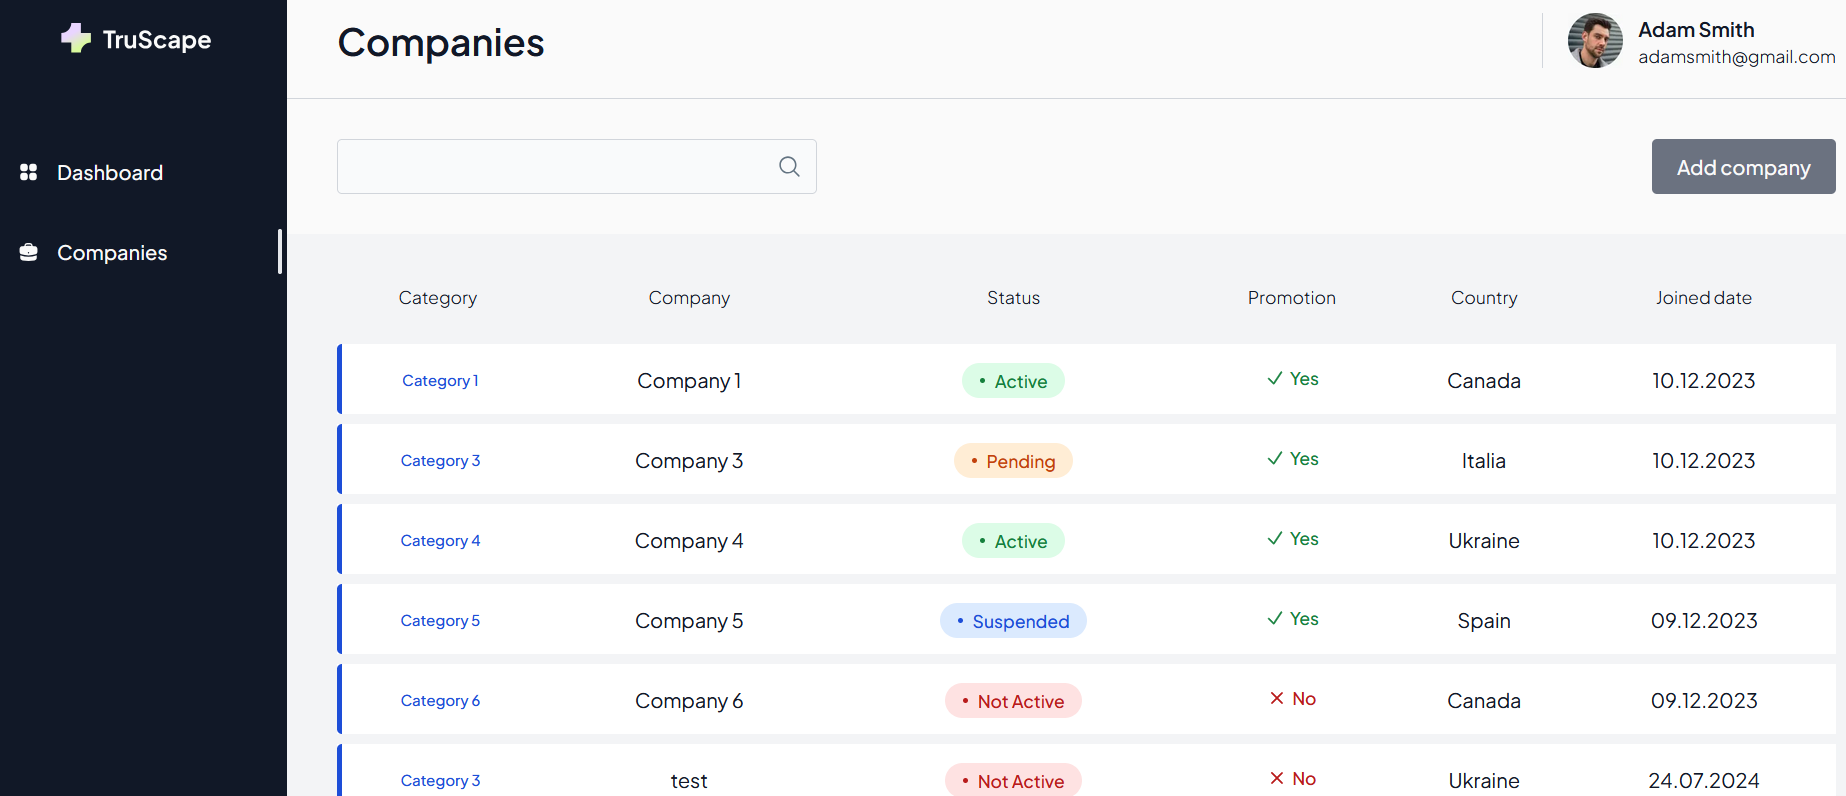 TruScape
Companies
Adam Smith
adamsmith@gmail.com
Dashboard
Companies
Add company
Category Company Status Promotion Country Joined date
Category 1 Company 1 Active Yes Canada 10.12.2023
Category 3 Company 3 Pending Yes Italia 10.12.2023
Category 4 Company 4 Active Yes Ukraine 10.12.2023
Category 5 Company 5 Suspended Yes Spain 09.12.2023
Category 6 Company 6 Not Active No Canada 09.12.2023
Category 3 test Not Active No Ukraine 24.07.2024